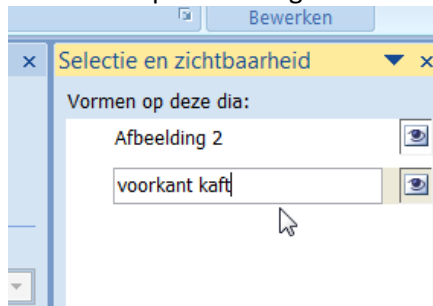 Bewerken
Selectie en zichtbaarheid
Vormen op deze dia:
Afbeelding 2
voorkant kaft